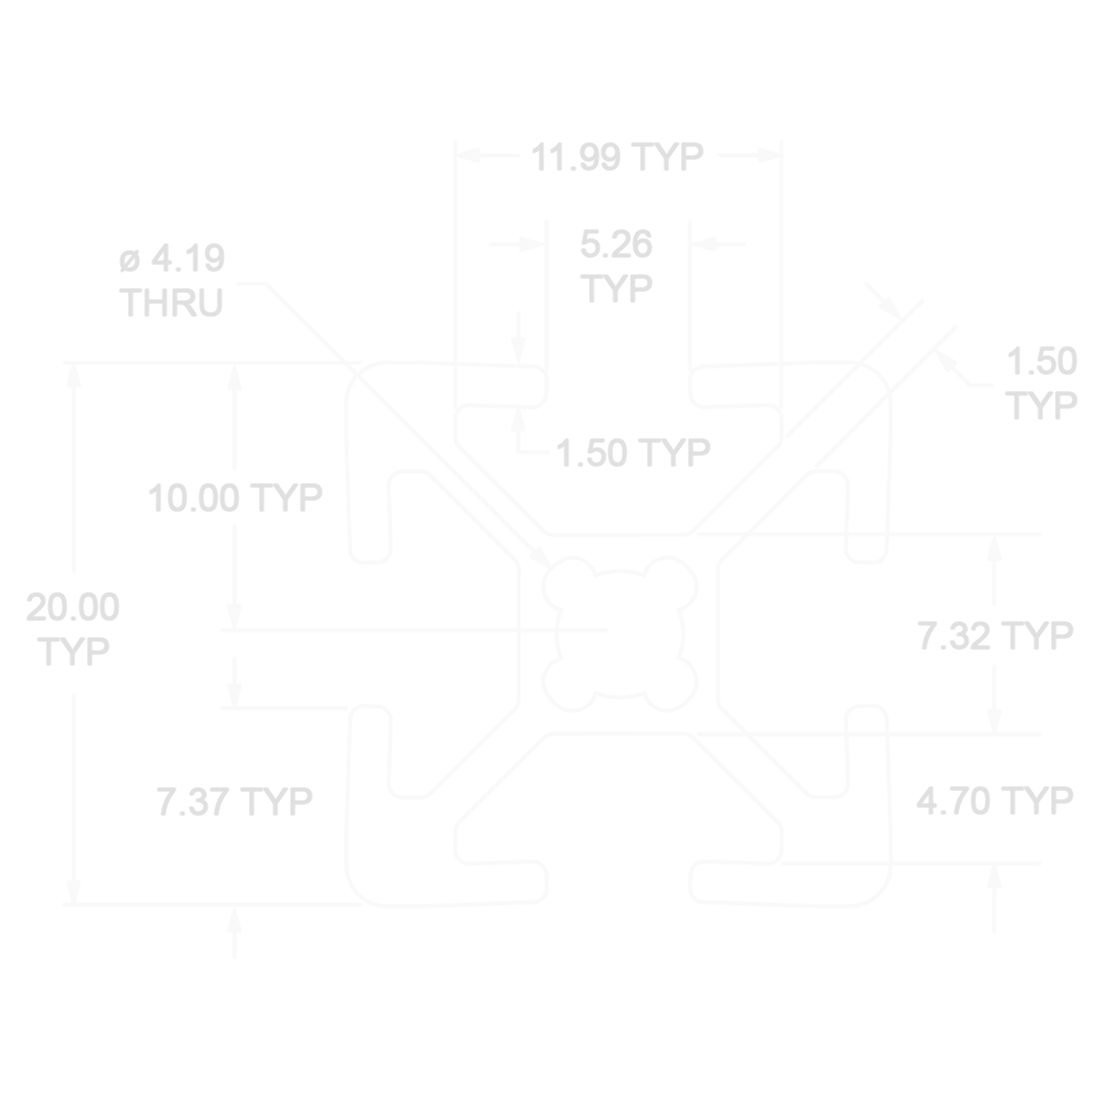 11.99 TYP
5.26
TYP
ø 4.19
THRU
1.50
TYP
1.50 TYP
10.00 TYP
20.00
TYP
7.32 TYP
7.37 TYP
4.70 TYP